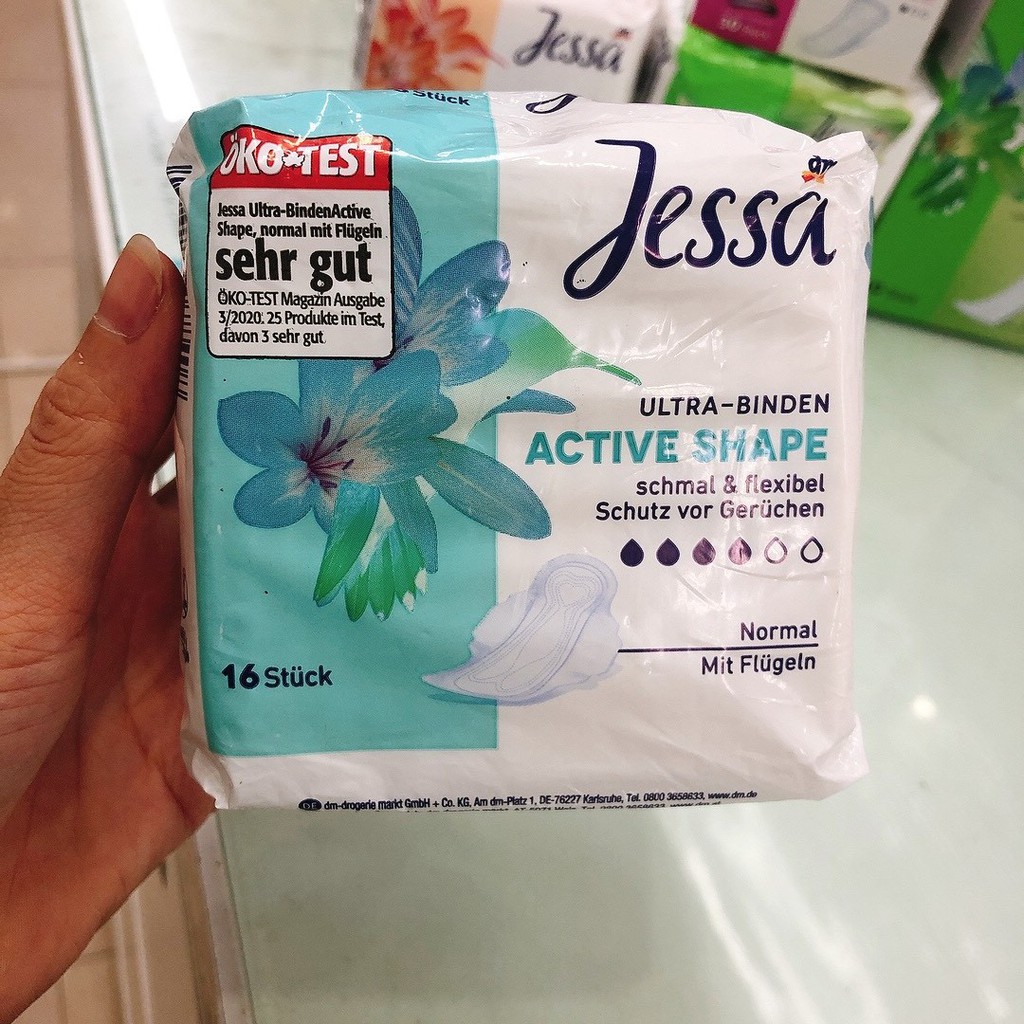 Jessa
Stück
ÖKO-TEST
Jessa Ultra-BindenActive
Shape, normal mit Flügeln
sehr gut
ÖKO-TEST Magazin Ausgabe
3/2020. 25 Produkte im Test,
davon 3 sehr gut
Jessa
ULTRA-BINDEN
ACTIVE SHAPE
schmal & flexibel
Schutz vor Gerüchen
Normal
Mit Flügeln
16 Stück
DE dm-drogerie markt GmbH + Co. KG, Am dm-Platz 1, DE-76227 Karlsruhe, Tel. 0800 3658633, www.dm.de